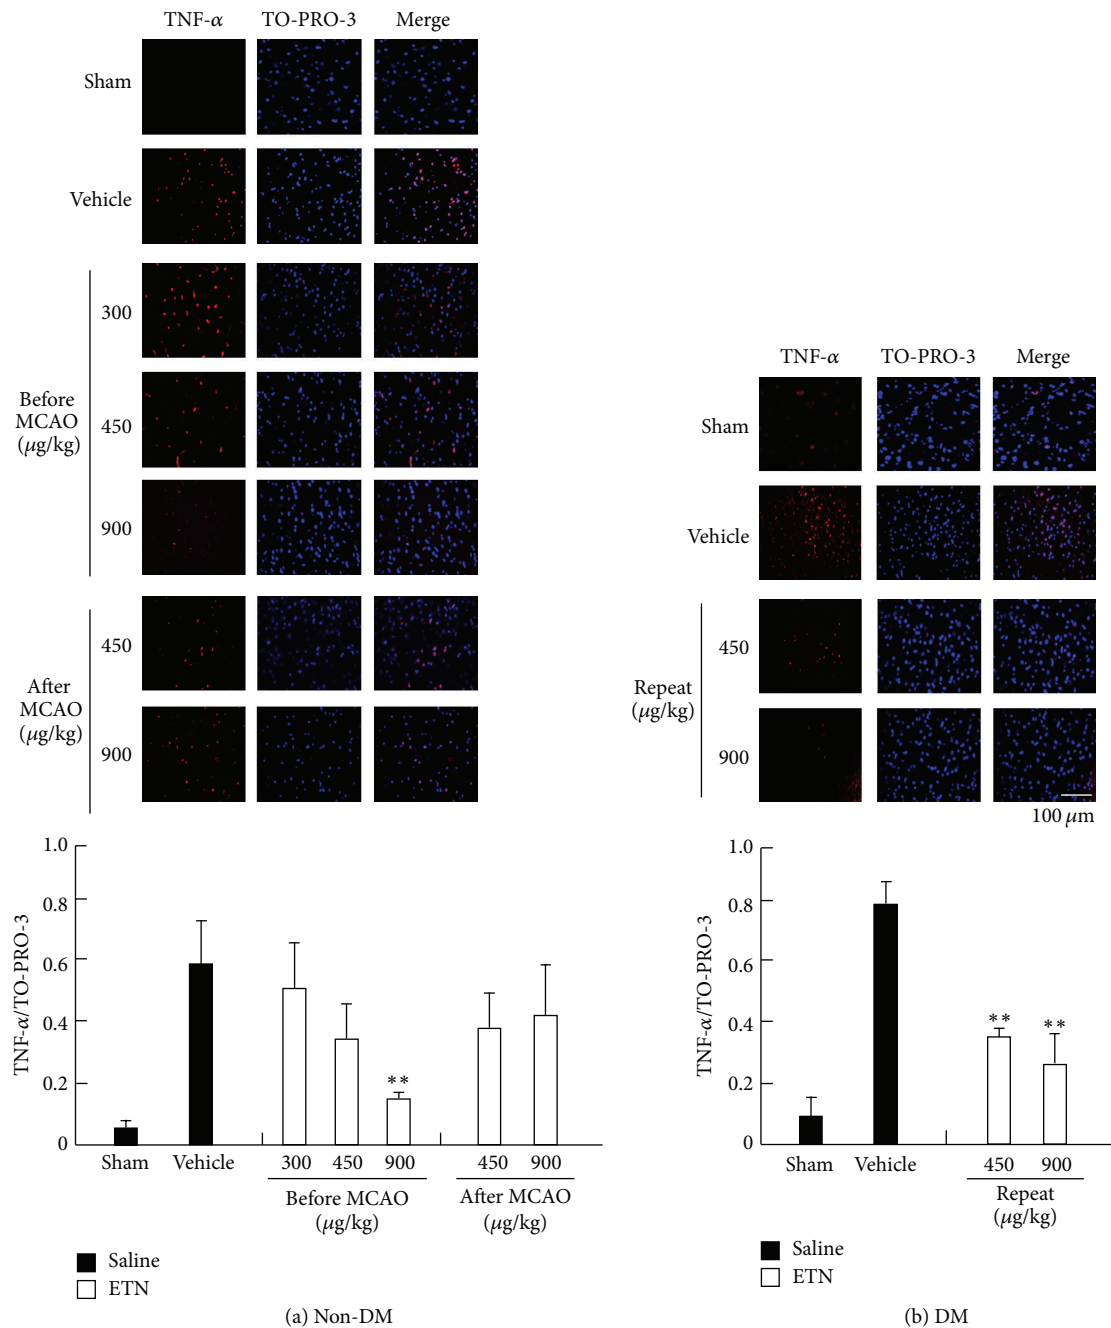 TNF-α TO-PRO-3 Merge
Sham
Vehicle
300
Before
MCAO
(μg/kg)
450
900
450
After
MCAO
(μg/kg)
900
TNF-α TO-PRO-3 Merge
Sham
Vehicle
450
Repeat
(μg/kg)
900
100 μm
TNF-α/TO-PRO-3
1.0
0.8
0.6
0.4
0.2
0
**
Sham Vehicle 300 450 900 450 900
Before MCAO After MCAO
(μg/kg) (μg/kg)
Saline
ETN
(a) Non-DM
TNF-α/TO-PRO-3
1.0
0.8
0.6
0.4
0.2
0
** **
Sham Vehicle 450 900
Repeat
(μg/kg)
Saline
ETN
(b) DM